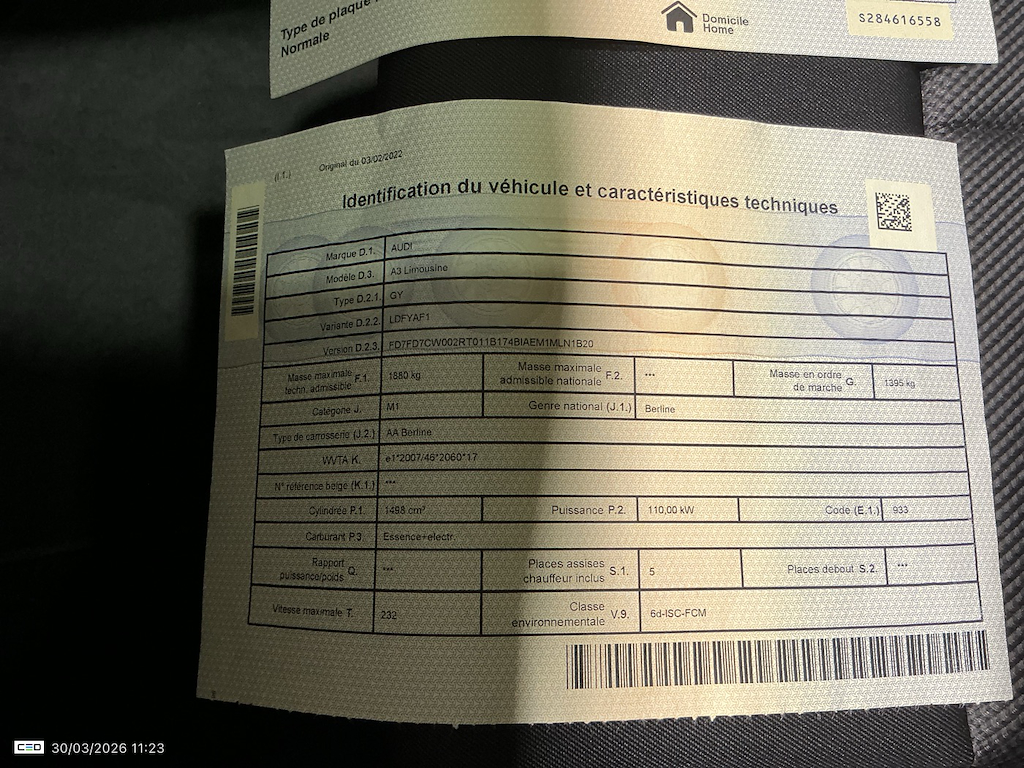 Type de plaque
Normale
Domicile
Home
S284616558
(I.1.) Original du 03/02/2022
Identification du véhicule et caractéristiques techniques
Marque D.1. AUDI
Modèle D.3. A3 Limousine
Type D.2.1. GY
Variante D.2.2. LDFYAF1
Version D.2.3. FD7FD7CW002RT011B174BIAEM1MLN1B20
Masse maximale techn. admissible F.1. 1880 kg Masse maximale admissible nationale F.2. *** Masse en ordre de marche G. 1395 kg
Catégorie J. M1 Genre national (J.1.) Berline
Type de carrosserie (J.2.) AA Berline
WVTA K. e1*2007/46*2060*17
N° référence belge (K.1.) ***
Cylindrée P.1. 1498 cm³ Puissance P.2. 110,00 kW Code (E.1.) 933
Carburant P.3. Essence+electr.
Rapport puissance/poids Q. *** Places assises chauffeur inclus S.1. 5 Places debout S.2. ***
Vitesse maximale T. 232 Classe environnementale V.9. 6d-ISC-FCM
CEO 30/03/2026 11:23